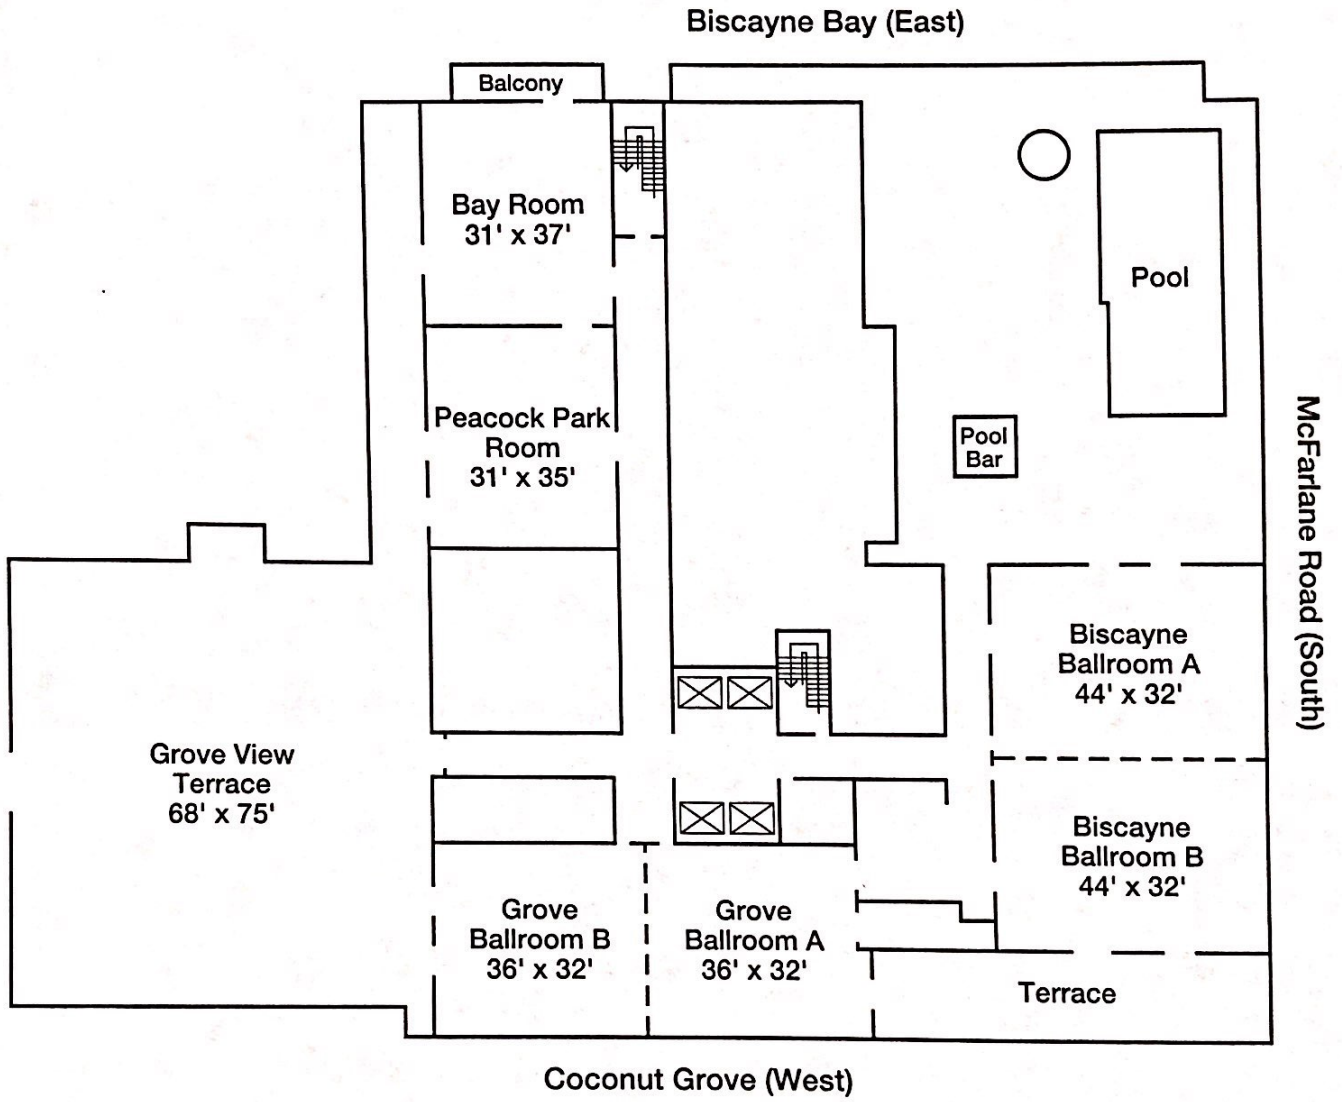 Biscayne Bay (East)
Balcony
Bay Room
31' x 37'
Pool
Peacock Park
Room
31' x 35'
Pool
Bar
McFarlane Road (South)
Biscayne
Ballroom A
44' x 32'
Grove View
Terrace
68' x 75'
Biscayne
Ballroom B
44' x 32'
Grove
Ballroom B
36' x 32'
Grove
Ballroom A
36' x 32'
Terrace
Coconut Grove (West)